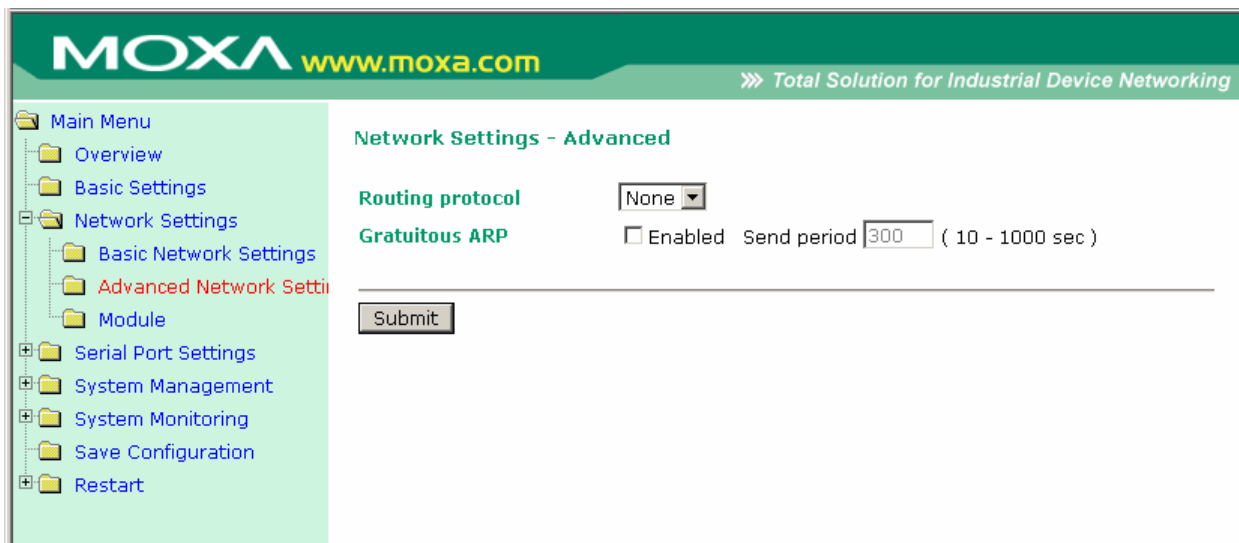 MOXA www.moxa.com
Total Solution for Industrial Device Networking
Main Menu
Overview
Basic Settings
Network Settings
Basic Network Settings
Advanced Network Setti
Module
Serial Port Settings
System Management
System Monitoring
Save Configuration
Restart
Network Settings - Advanced
Routing protocol None
Gratuitous ARP Enabled Send period 300 ( 10 - 1000 sec )
Submit